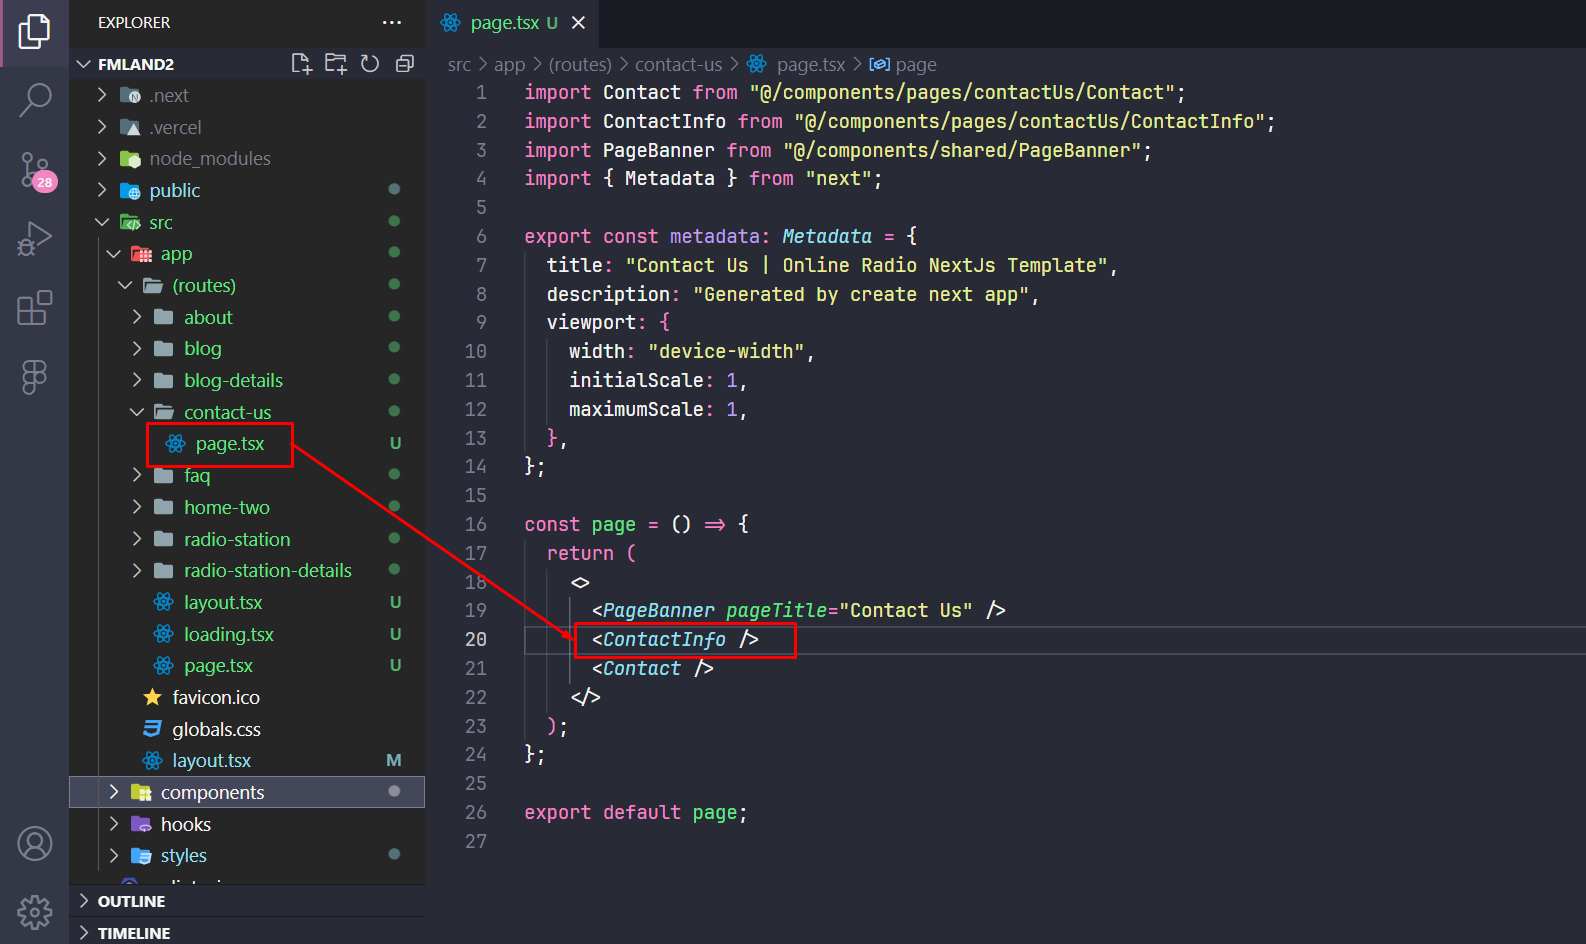 EXPLORER
FMLAND2
.next
.vercel
node_modules
public
src
app
(routes)
about
blog
blog-details
contact-us
page.tsx U
faq
home-two
radio-station
radio-station-details
layout.tsx U
loading.tsx U
page.tsx U
favicon.ico
globals.css
layout.tsx M
components
hooks
styles
OUTLINE
TIMELINE
28
page.tsx U
src > app > (routes) > contact-us > page.tsx > page
1 import Contact from "@/components/pages/contactUs/Contact";
2 import ContactInfo from "@/components/pages/contactUs/ContactInfo";
3 import PageBanner from "@/components/shared/PageBanner";
4 import { Metadata } from "next";
5
6 export const metadata: Metadata = {
7 title: "Contact Us | Online Radio NextJs Template",
8 description: "Generated by create next app",
9 viewport: {
10 width: "device-width",
11 initialScale: 1,
12 maximumScale: 1,
13 },
14 };
15
16 const page = () => {
17 return (
18 <>
19 <PageBanner pageTitle="Contact Us" />
20 <ContactInfo />
21 <Contact />
22 </>
23 );
24 };
25
26 export default page;
27